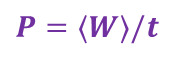 P = ⟨W⟩/t